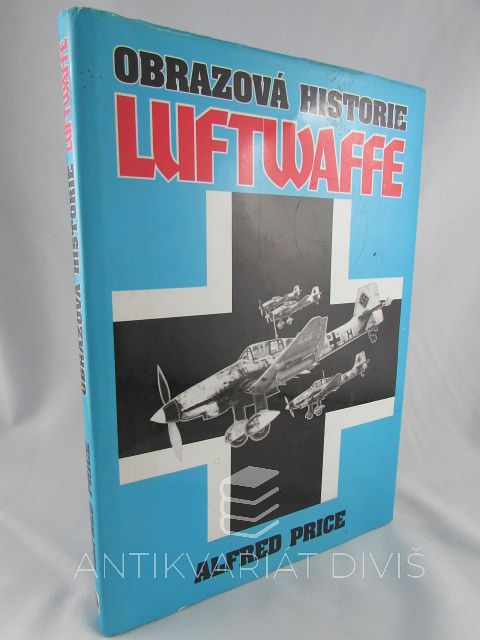 OBRAZOVÁ HISTORIE
LUFTWAFFE
ALFRED PRICE
OBRAZOVÁ HISTORIE LUFTWAFFE
ALFRED PRICE
ANTIKVARIÁT DIVIŠ